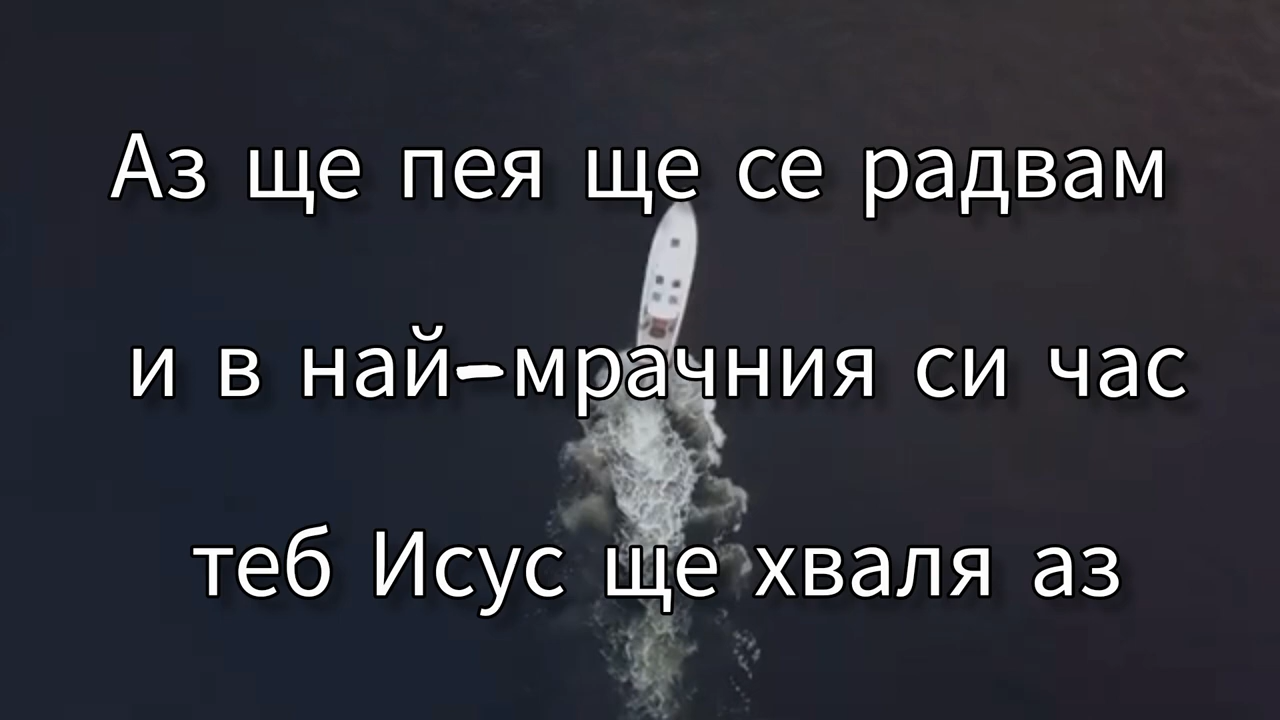 Аз ще пея ще се радвам
и в най-мрачния си час
теб Исус ще хваля аз